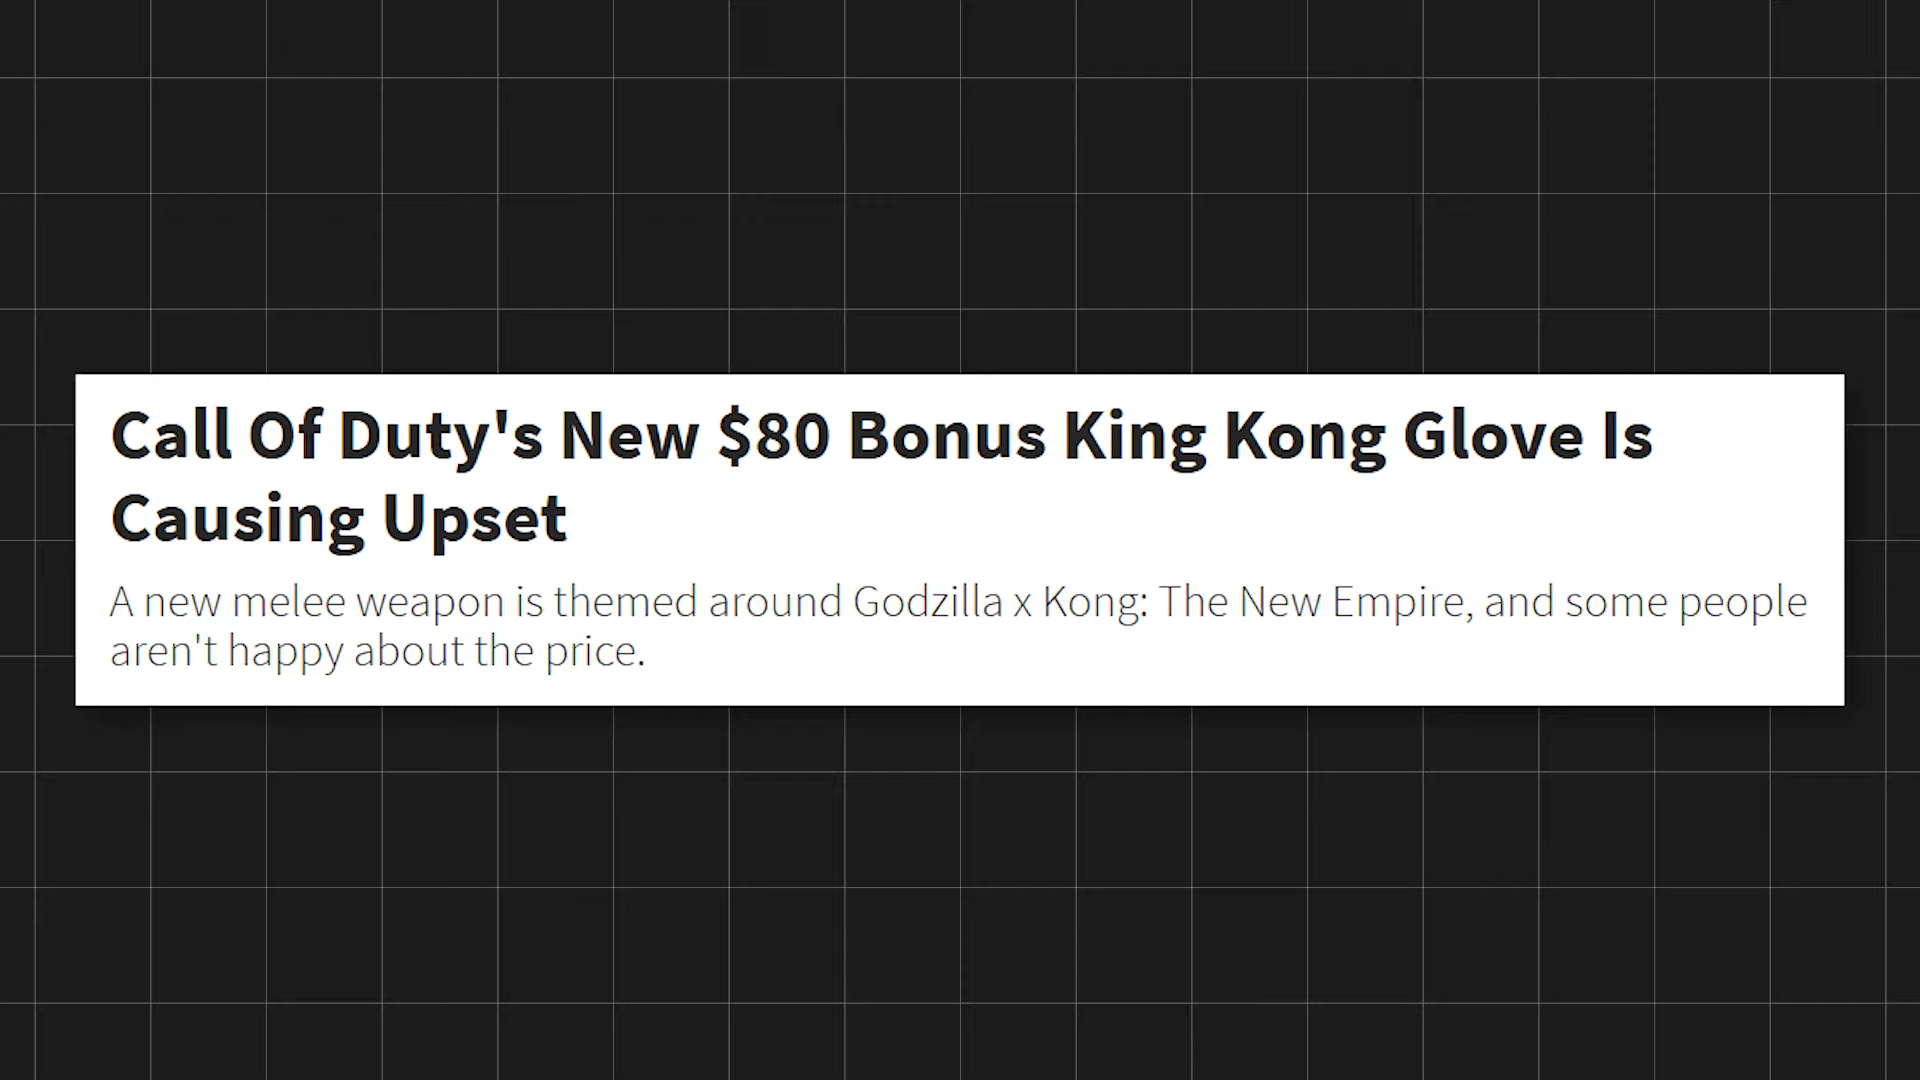 Call Of Duty's New $80 Bonus King Kong Glove Is
Causing Upset
A new melee weapon is themed around Godzilla x Kong: The New Empire, and some people
aren't happy about the price.